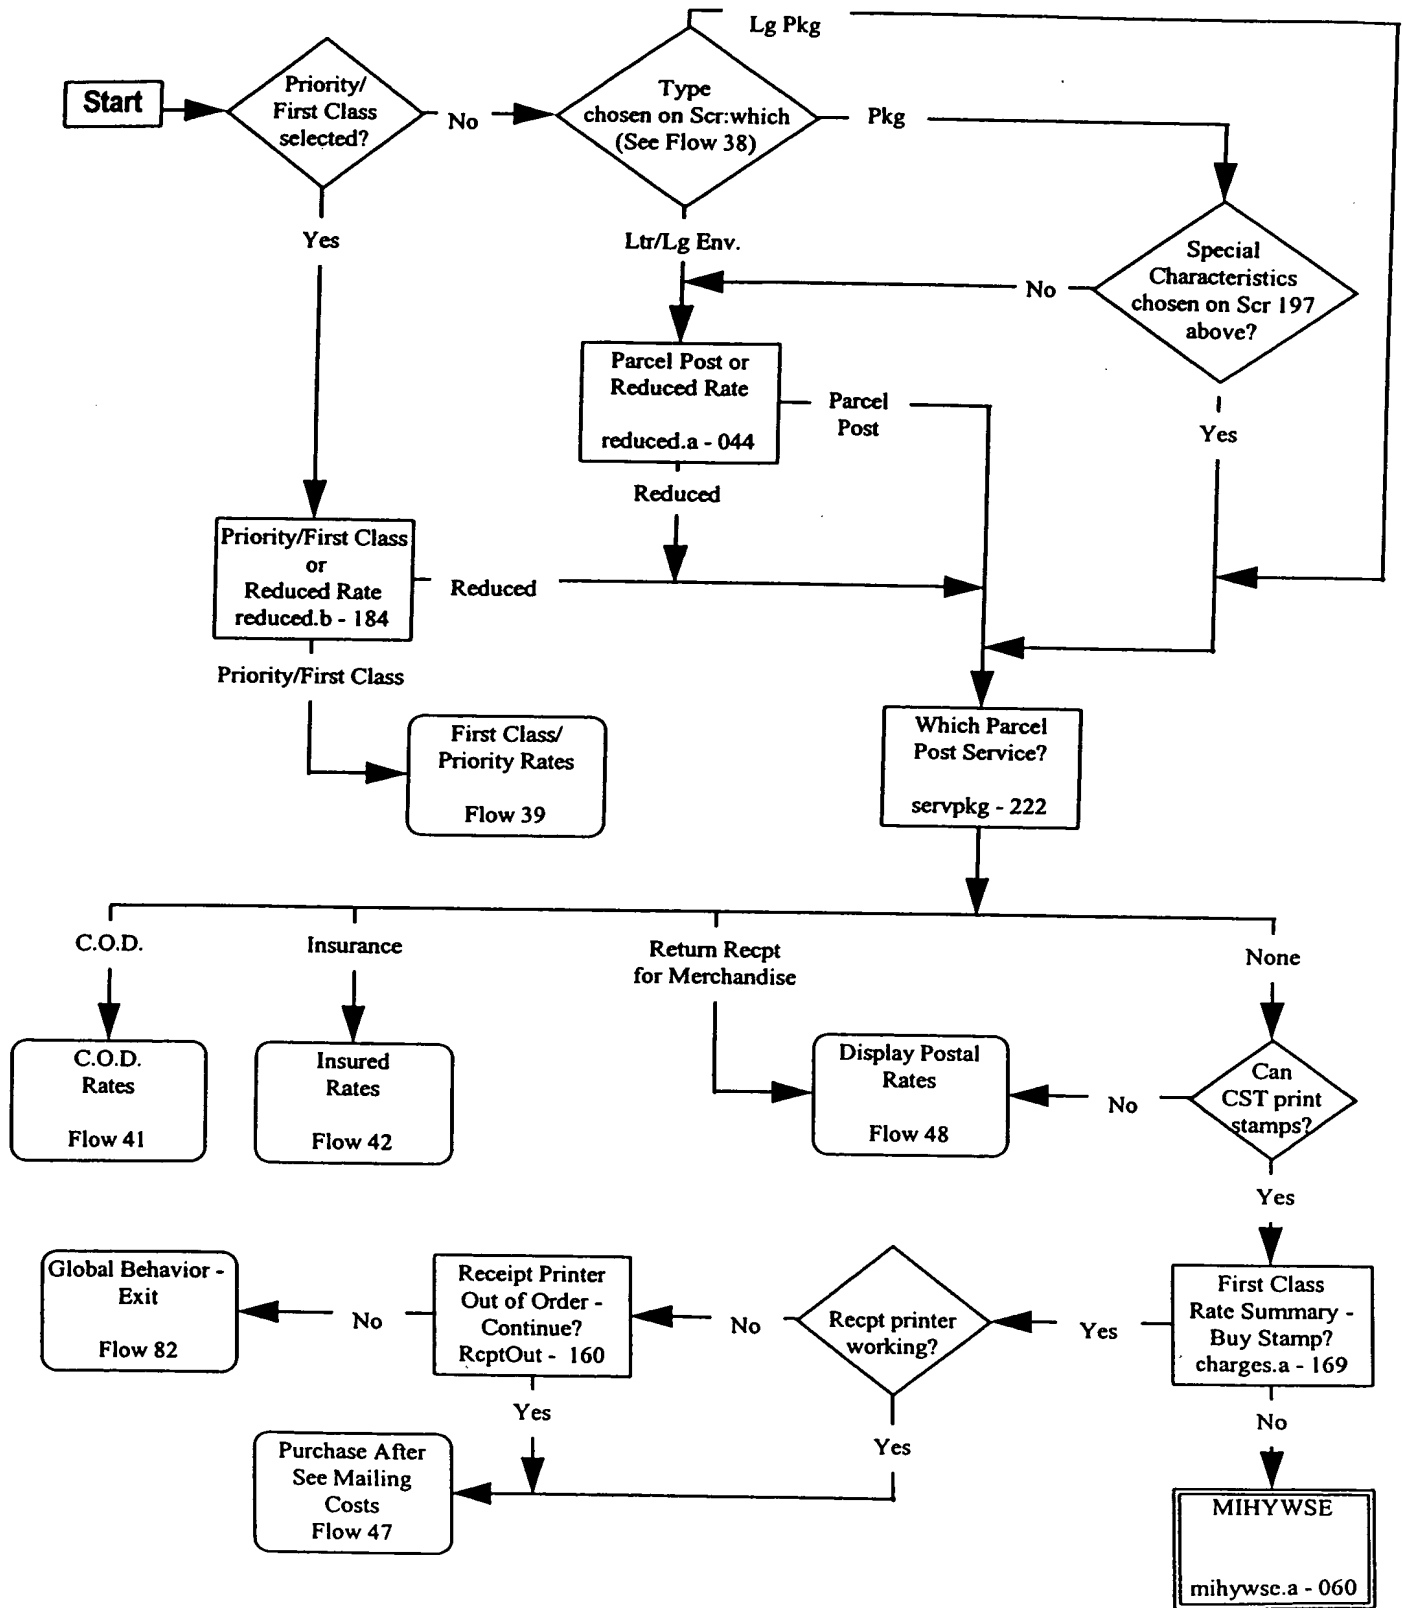 Lg Pkg
Start
Priority/
First Class
selected?
No
Type
chosen on Scr:which
(See Flow 38)
Pkg
Yes
Ltr/Lg Env.
Special
Characteristics
chosen on Scr 197
above?
No
Parcel Post or
Reduced Rate
reduced.a - 044
Parcel
Post
Yes
Reduced
Priority/First Class
or
Reduced Rate
reduced.b - 184
Reduced
Priority/First Class
First Class/
Priority Rates
Flow 39
Which Parcel
Post Service?
servpkg - 222
C.O.D.
Insurance
Return Recpt
for Merchandise
None
C.O.D.
Rates
Flow 41
Insured
Rates
Flow 42
Display Postal
Rates
Flow 48
No
Can
CST print
stamps?
Yes
Global Behavior -
Exit
Flow 82
No
Receipt Printer
Out of Order -
Continue?
RcptOut - 160
No
Recpt printer
working?
Yes
First Class
Rate Summary -
Buy Stamp?
charges.a - 169
Yes
Yes
No
Purchase After
See Mailing
Costs
Flow 47
MIHYWSE
mihywse.a - 060